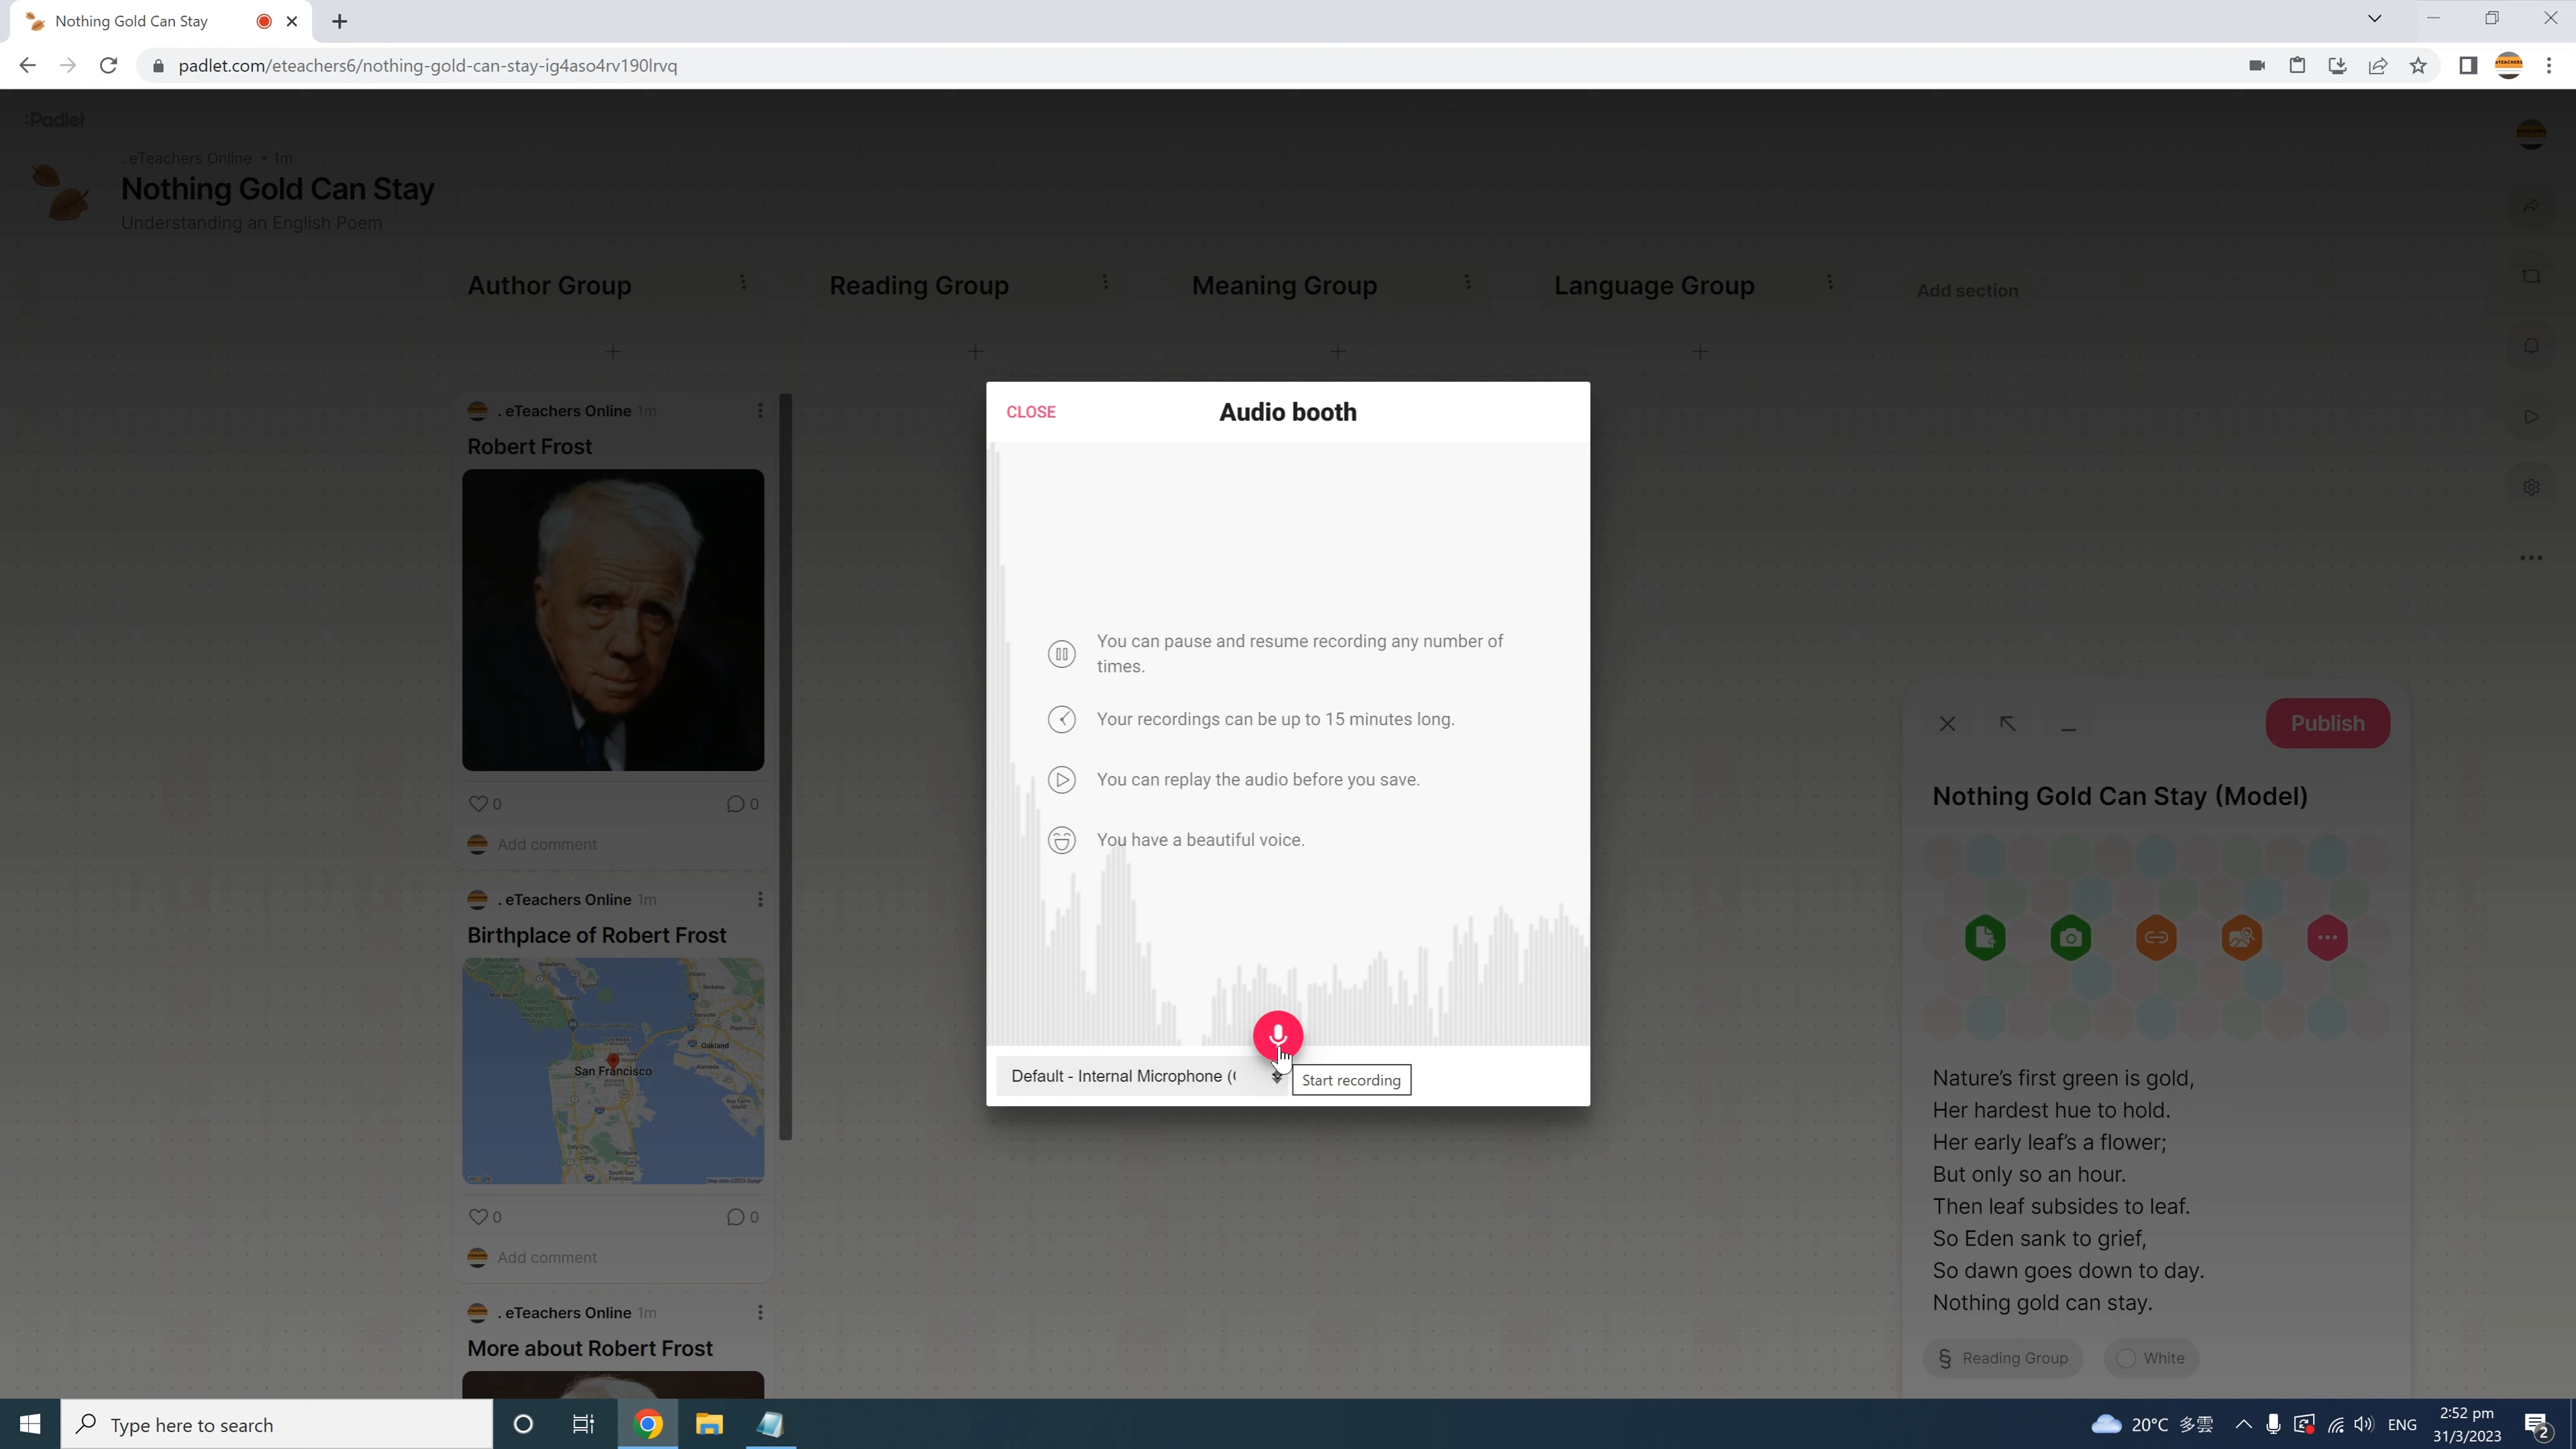 Nothing Gold Can Stay
padlet.com/eteachers6/nothing-gold-can-stay-ig4aso4rv190lrvq
:Padlet
. eTeachers Online • 1m
Nothing Gold Can Stay
Understanding an English Poem
Author Group
Reading Group
Meaning Group
Language Group
Add section
. eTeachers Online 1m
Robert Frost
0
0
Add comment
. eTeachers Online 1m
Birthplace of Robert Frost
Berkeley
Oakland
Alameda
San Francisco
Daly City
Google
0
0
Add comment
. eTeachers Online 1m
More about Robert Frost
CLOSE
Audio booth
You can pause and resume recording any number of
times.
Your recordings can be up to 15 minutes long.
You can replay the audio before you save.
You have a beautiful voice.
Default - Internal Microphone (
Start recording
Publish
Nothing Gold Can Stay (Model)
Nature's first green is gold,
Her hardest hue to hold.
Her early leaf's a flower;
But only so an hour.
Then leaf subsides to leaf.
So Eden sank to grief,
So dawn goes down to day.
Nothing gold can stay.
Reading Group
White
Type here to search
20°C 多雲
ENG
2:52 pm
31/3/2023
2